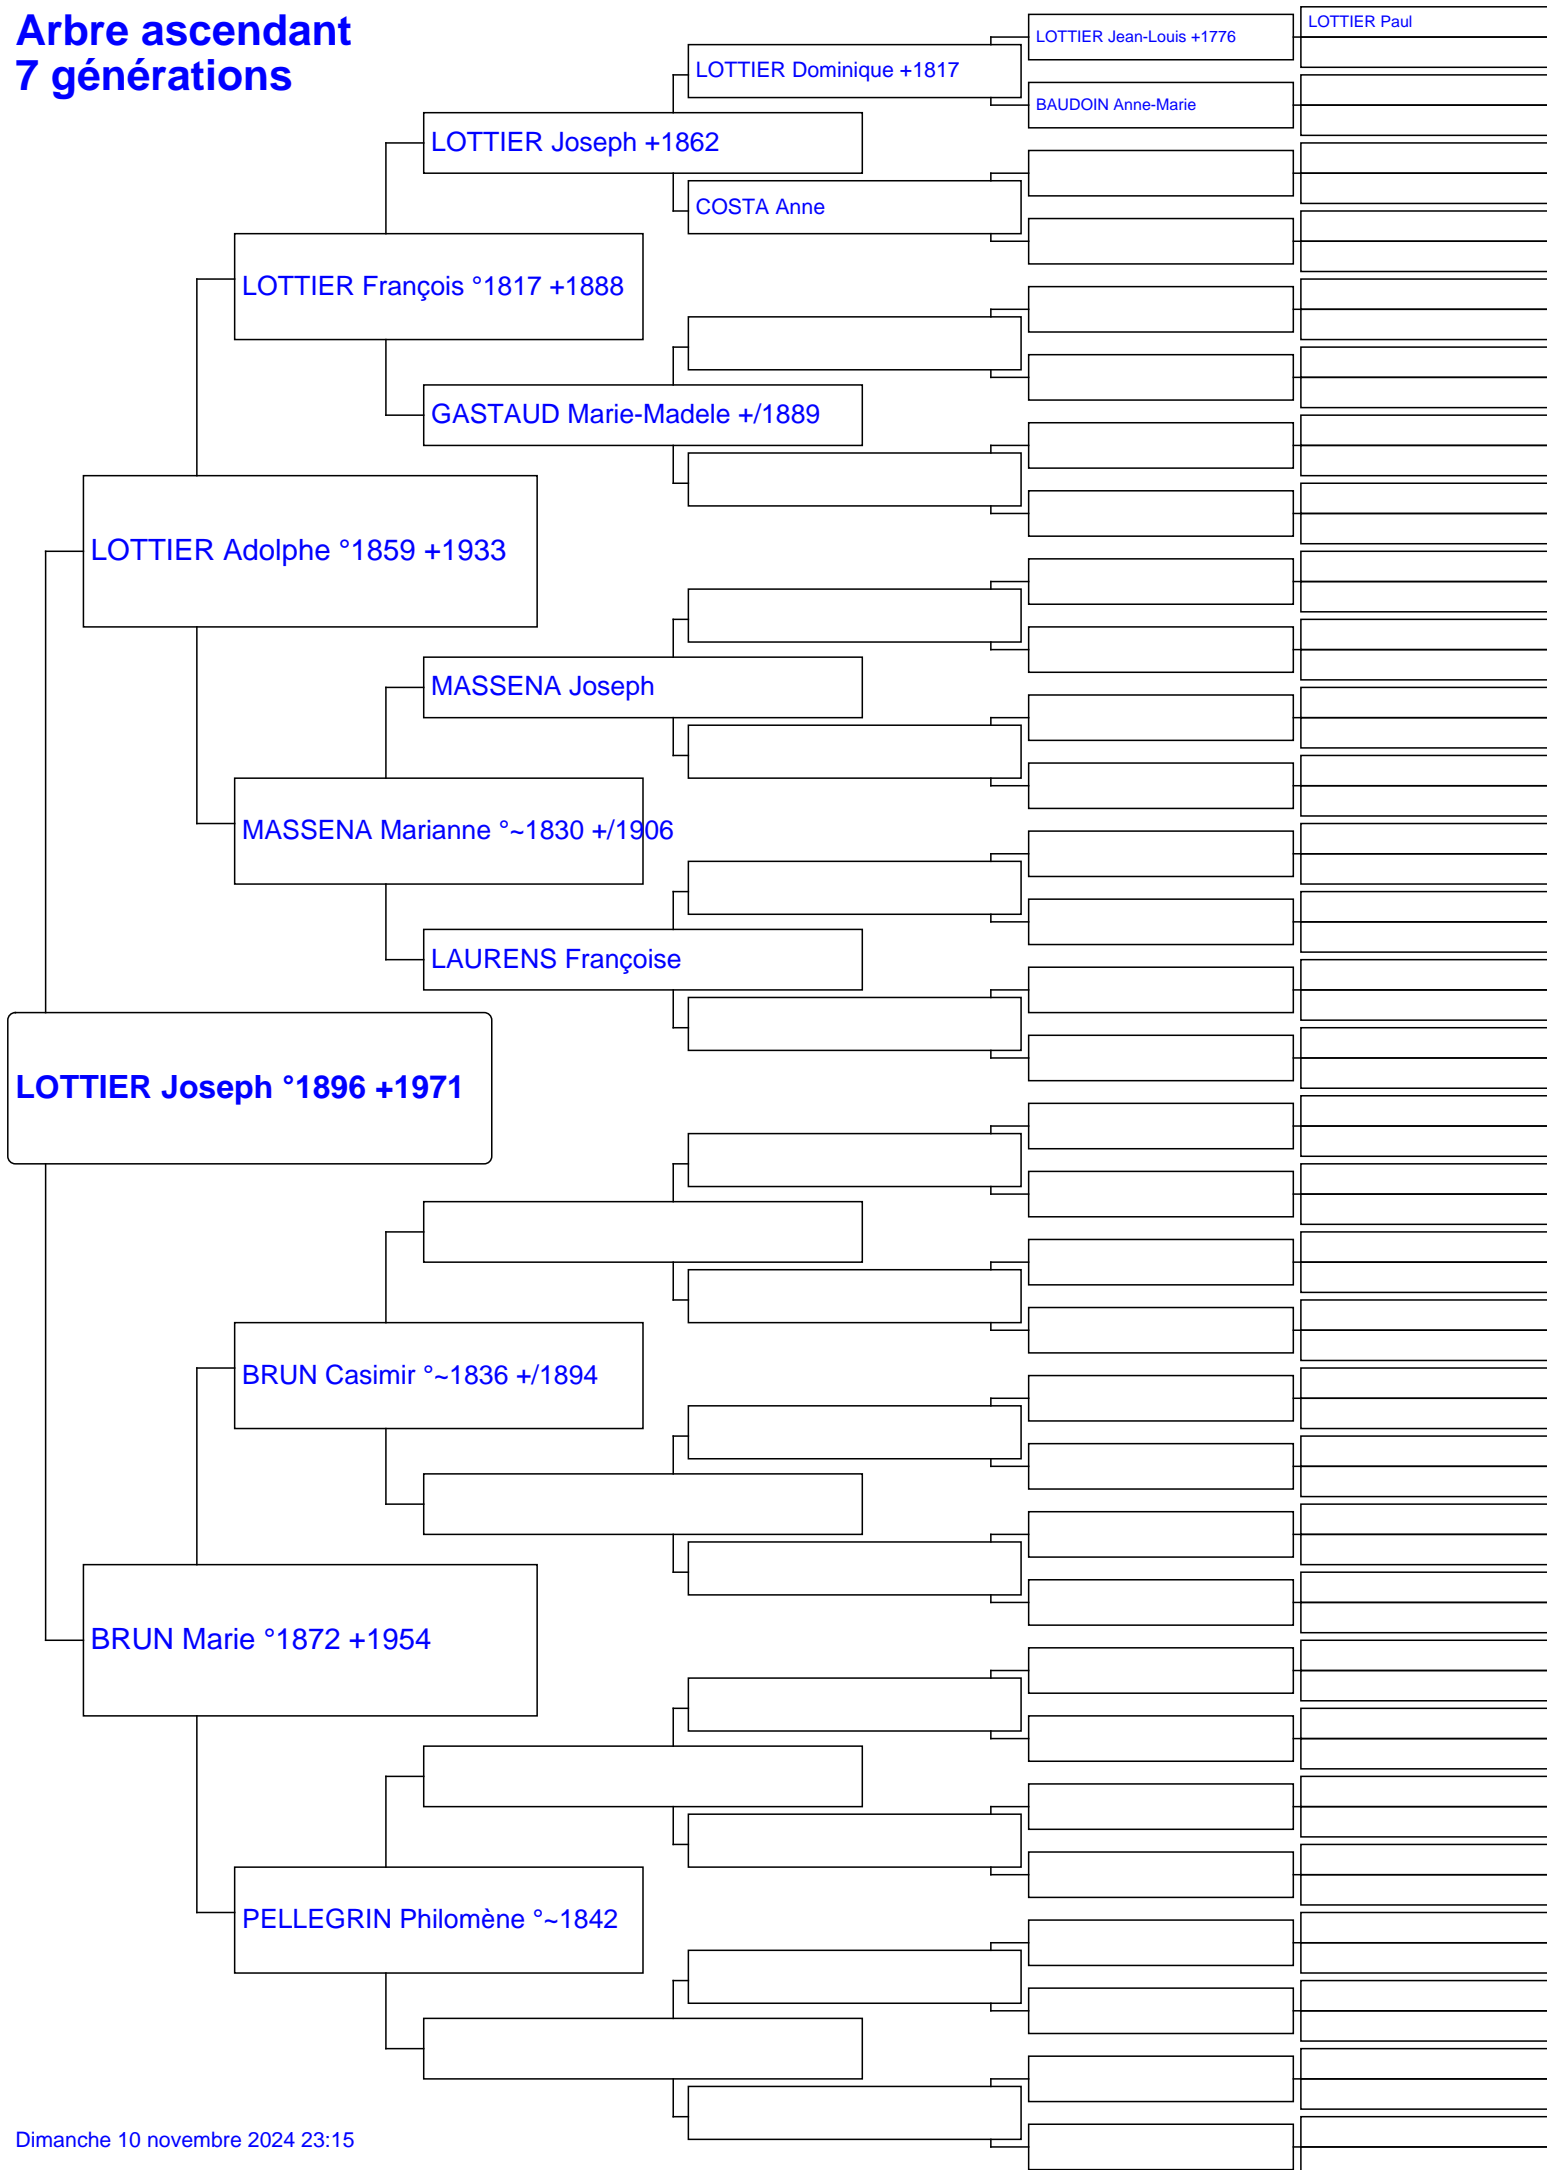 Arbre ascendant
7 générations
LOTTIER Paul
LOTTIER Jean-Louis +1776
LOTTIER Dominique +1817
BAUDOIN Anne-Marie
LOTTIER Joseph +1862
COSTA Anne
LOTTIER François °1817 +1888
GASTAUD Marie-Madele +/1889
LOTTIER Adolphe °1859 +1933
MASSENA Joseph
MASSENA Marianne °~1830 +/1906
LAURENS Françoise
LOTTIER Joseph °1896 +1971
BRUN Casimir °~1836 +/1894
BRUN Marie °1872 +1954
PELLEGRIN Philomène °~1842
Dimanche 10 novembre 2024 23:15